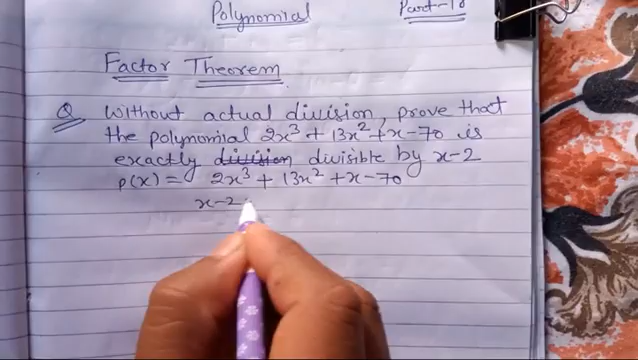 Polynomial Part-18
Factor Theorem
Q Without actual division, prove that
the polynomial 2x³ + 13x² + x - 70 is
exactly division divisible by x-2
p(x) = 2x³ + 13x² + x - 70
x-2